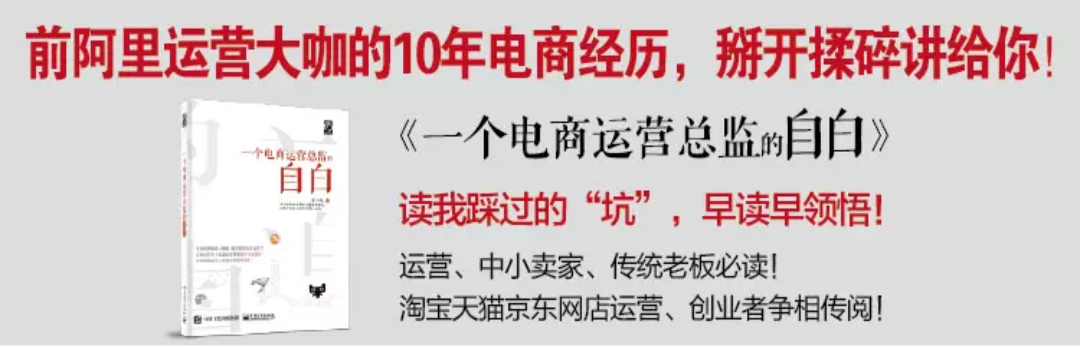 前阿里运营大咖的10年电商经历，掰开揉碎讲给你！
《一个电商运营总监的自白》
读我踩过的“坑”，早读早领悟！
运营、中小卖家、传统老板必读！
淘宝天猫京东网店运营、创业者争相传阅！
一个电商运营总监的
自白